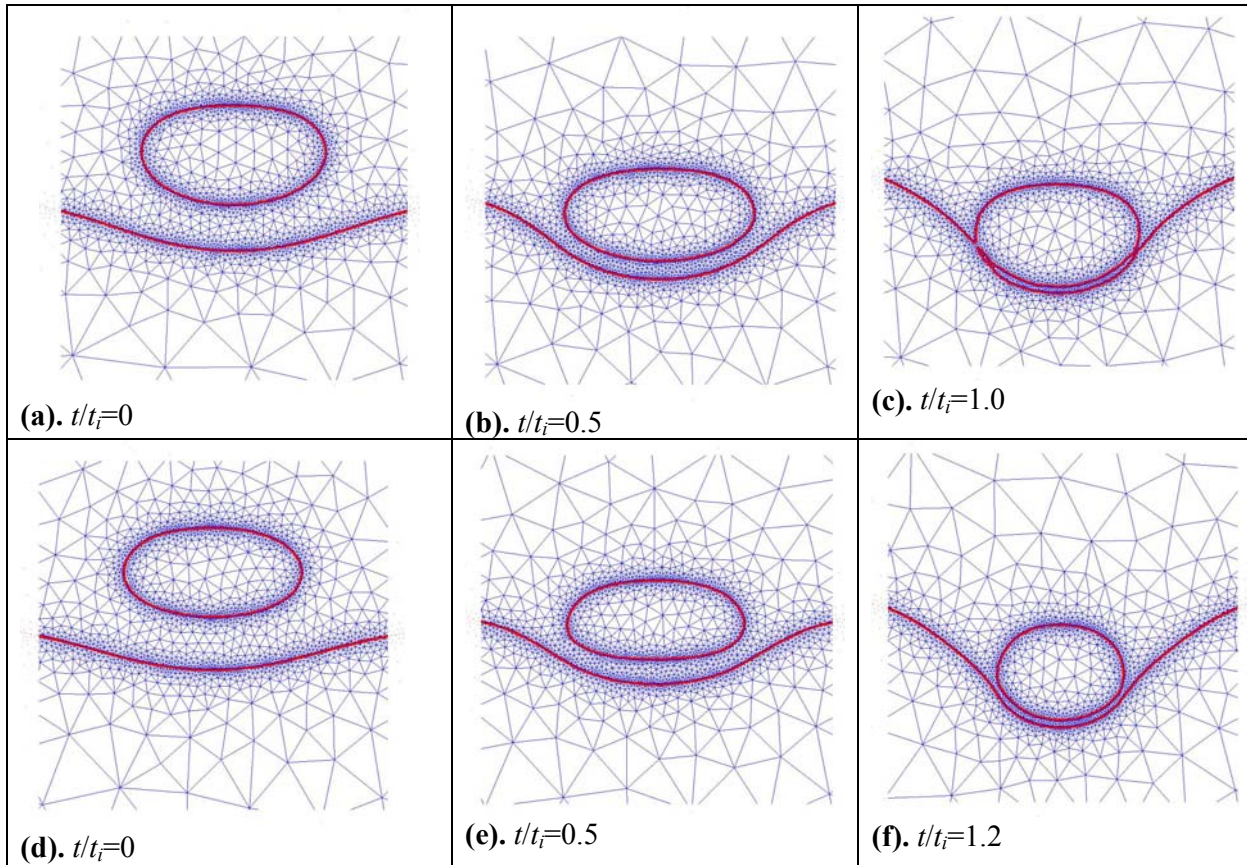 (a). t/ti=0
(b). t/ti=0.5
(c). t/ti=1.0
(d). t/ti=0
(e). t/ti=0.5
(f). t/ti=1.2